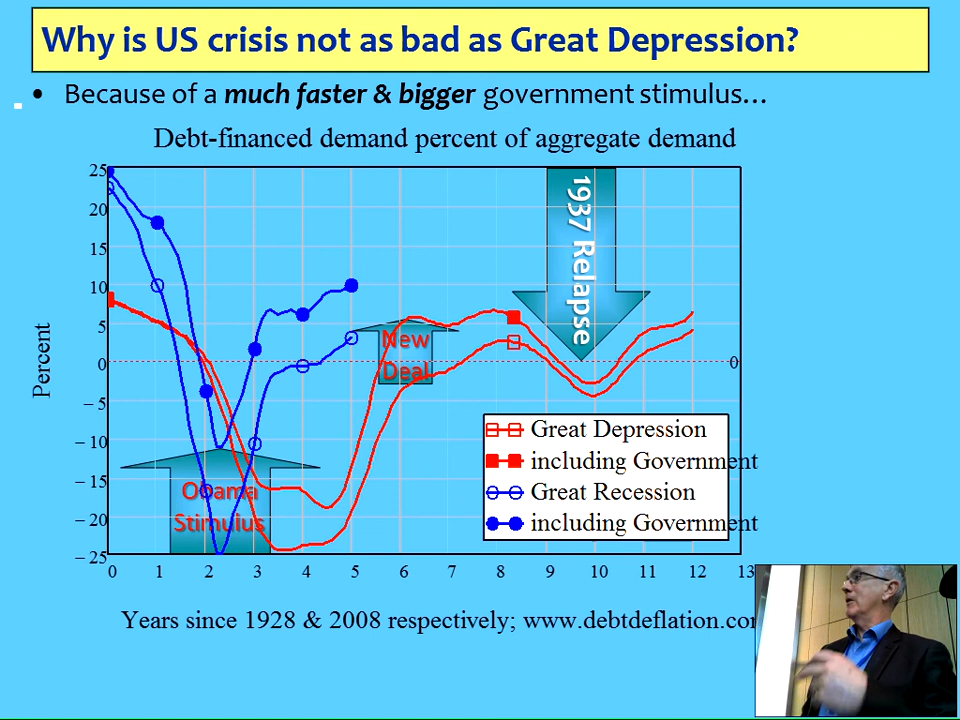 Why is US crisis not as bad as Great Depression?
• Because of a much faster & bigger government stimulus…
Debt-financed demand percent of aggregate demand
25
20
15
10
5
0
– 5
– 10
– 15
– 20
– 25
Percent
1937 Relapse
New
Deal
Obama
Stimulus
0
Great Depression
including Government
Great Recession
including Government
0 1 2 3 4 5 6 7 8 9 10 11 12 13
Years since 1928 & 2008 respectively; www.debtdeflation.com